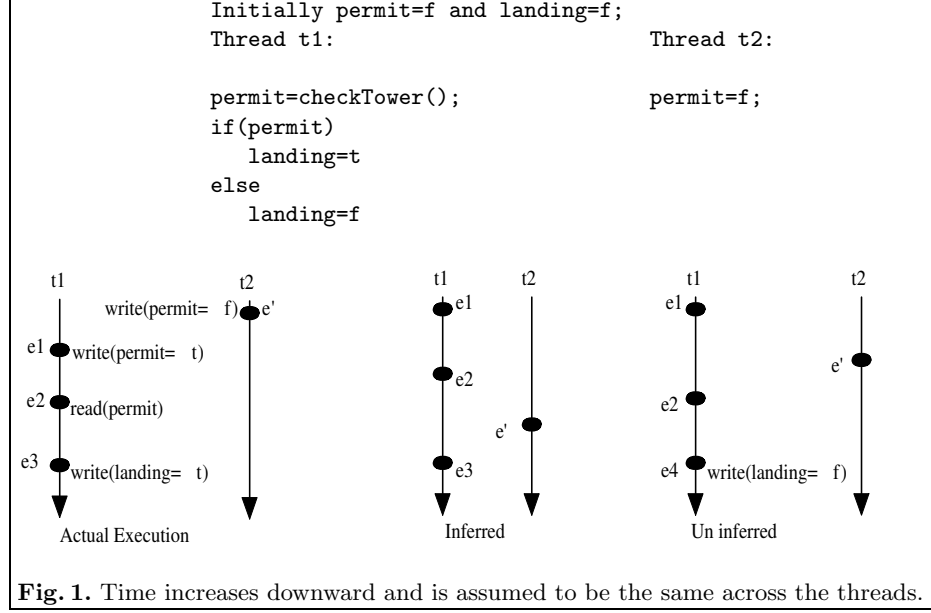 Initially permit=f and landing=f;
Thread t1: Thread t2:
permit=checkTower(); permit=f;
if(permit)
landing=t
else
landing=f
t1 t2 t1 t2 t1 t2
write(permit= f) e' e1 e1
e1 write(permit= t) e'
e2 read(permit) e2 e2
e'
e3 write(landing= t) e3 e4 write(landing= f)
Actual Execution Inferred Un inferred
Fig. 1. Time increases downward and is assumed to be the same across the threads.